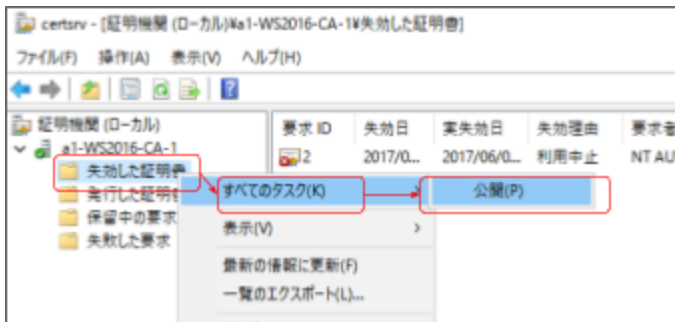 certsrv - [証明機関 (ローカル)¥a1-WS2016-CA-1¥失効した証明書]
ファイル(F) 操作(A) 表示(V) ヘルプ(H)
証明機関 (ローカル)
a1-WS2016-CA-1
失効した証明書
発行した証明
保留中の要求
失敗した要求
要求 ID 失効日 実失効日 失効理由 要求者
2 2017/0... 2017/06/0... 利用中止 NT AU
すべてのタスク(K)
公開(P)
表示(V)
最新の情報に更新(F)
一覧のエクスポート(L)...